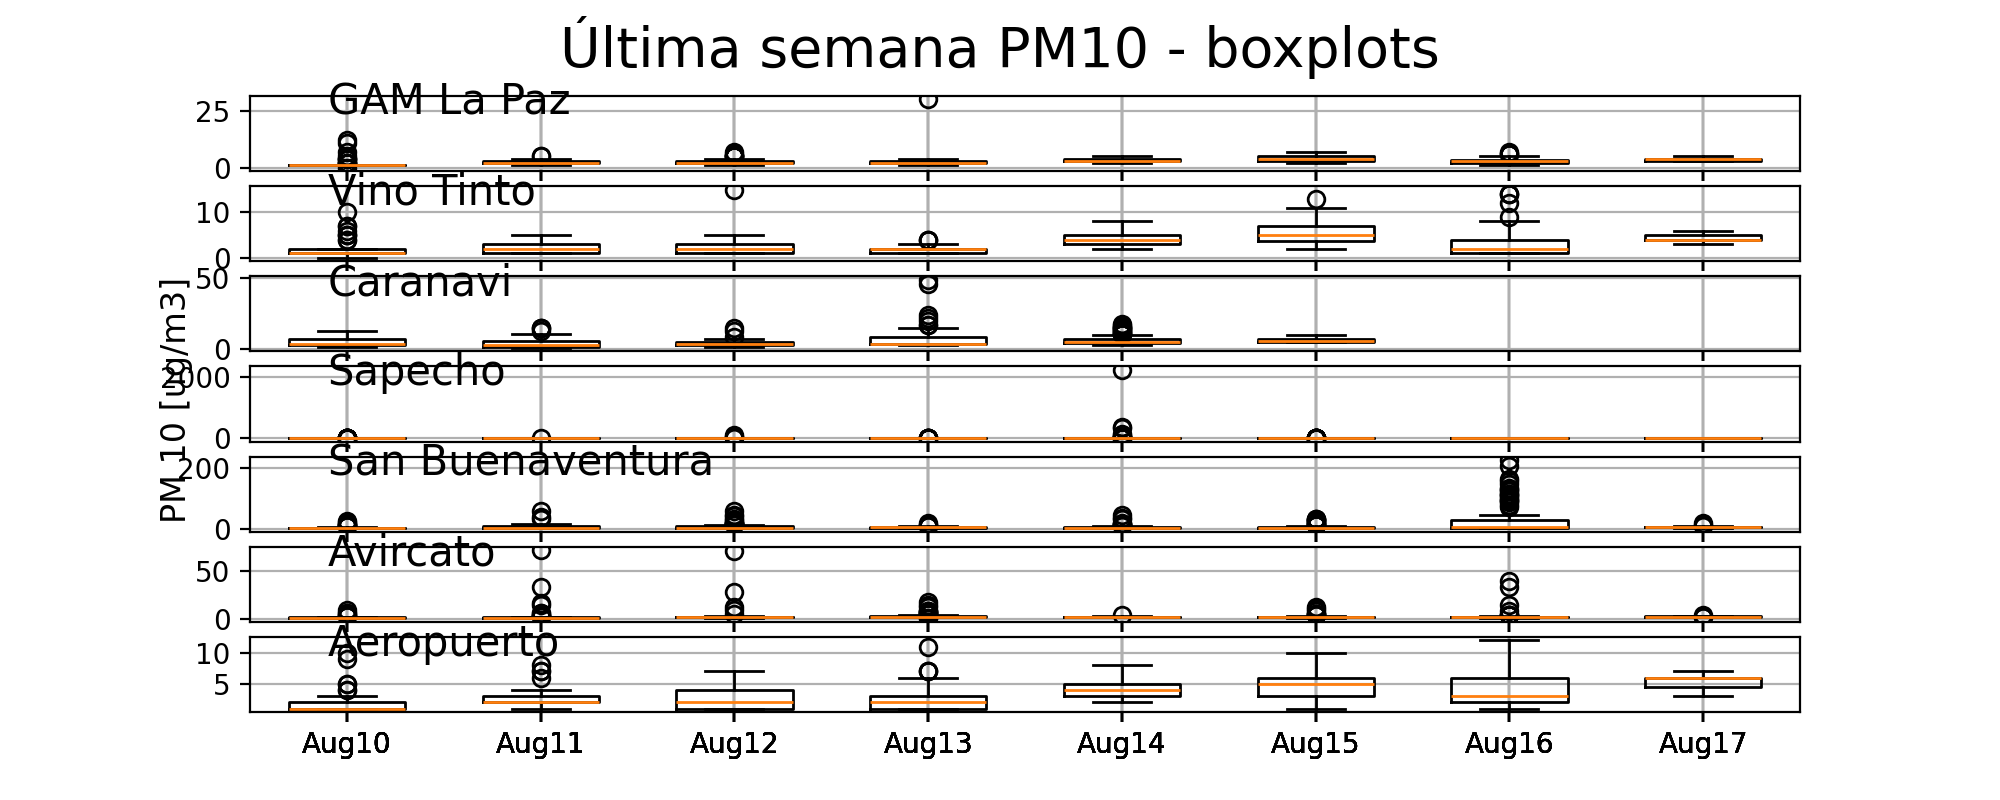 Última semana PM10 - boxplots
GAM La Paz
25
0
Vino Tinto
10
0
Caranavi
50
0
PM 10 [ug/m3]
Sapecho
2000
0
San Buenaventura
200
0
Avircato
50
0
Aeropuerto
10
5
Aug10 Aug11 Aug12 Aug13 Aug14 Aug15 Aug16 Aug17